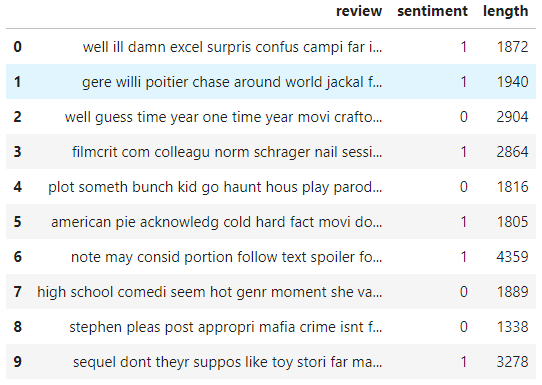 review sentiment length
0 well ill damn excel surpris confus campi far i... 1 1872
1 gere willi poitier chase around world jackal f... 1 1940
2 well guess time year one time year movi crafto... 0 2904
3 filmcrit com colleagu norm schrager nail sessi... 1 2864
4 plot someth bunch kid go haunt hous play parod... 0 1816
5 american pie acknowledg cold hard fact movi do... 1 1805
6 note may consid portion follow text spoiler fo... 1 4359
7 high school comedi seem hot genr moment she va... 0 1889
8 stephen pleas post appropri mafia crime isnt f... 0 1338
9 sequel dont theyr suppos like toy stori far ma... 1 3278